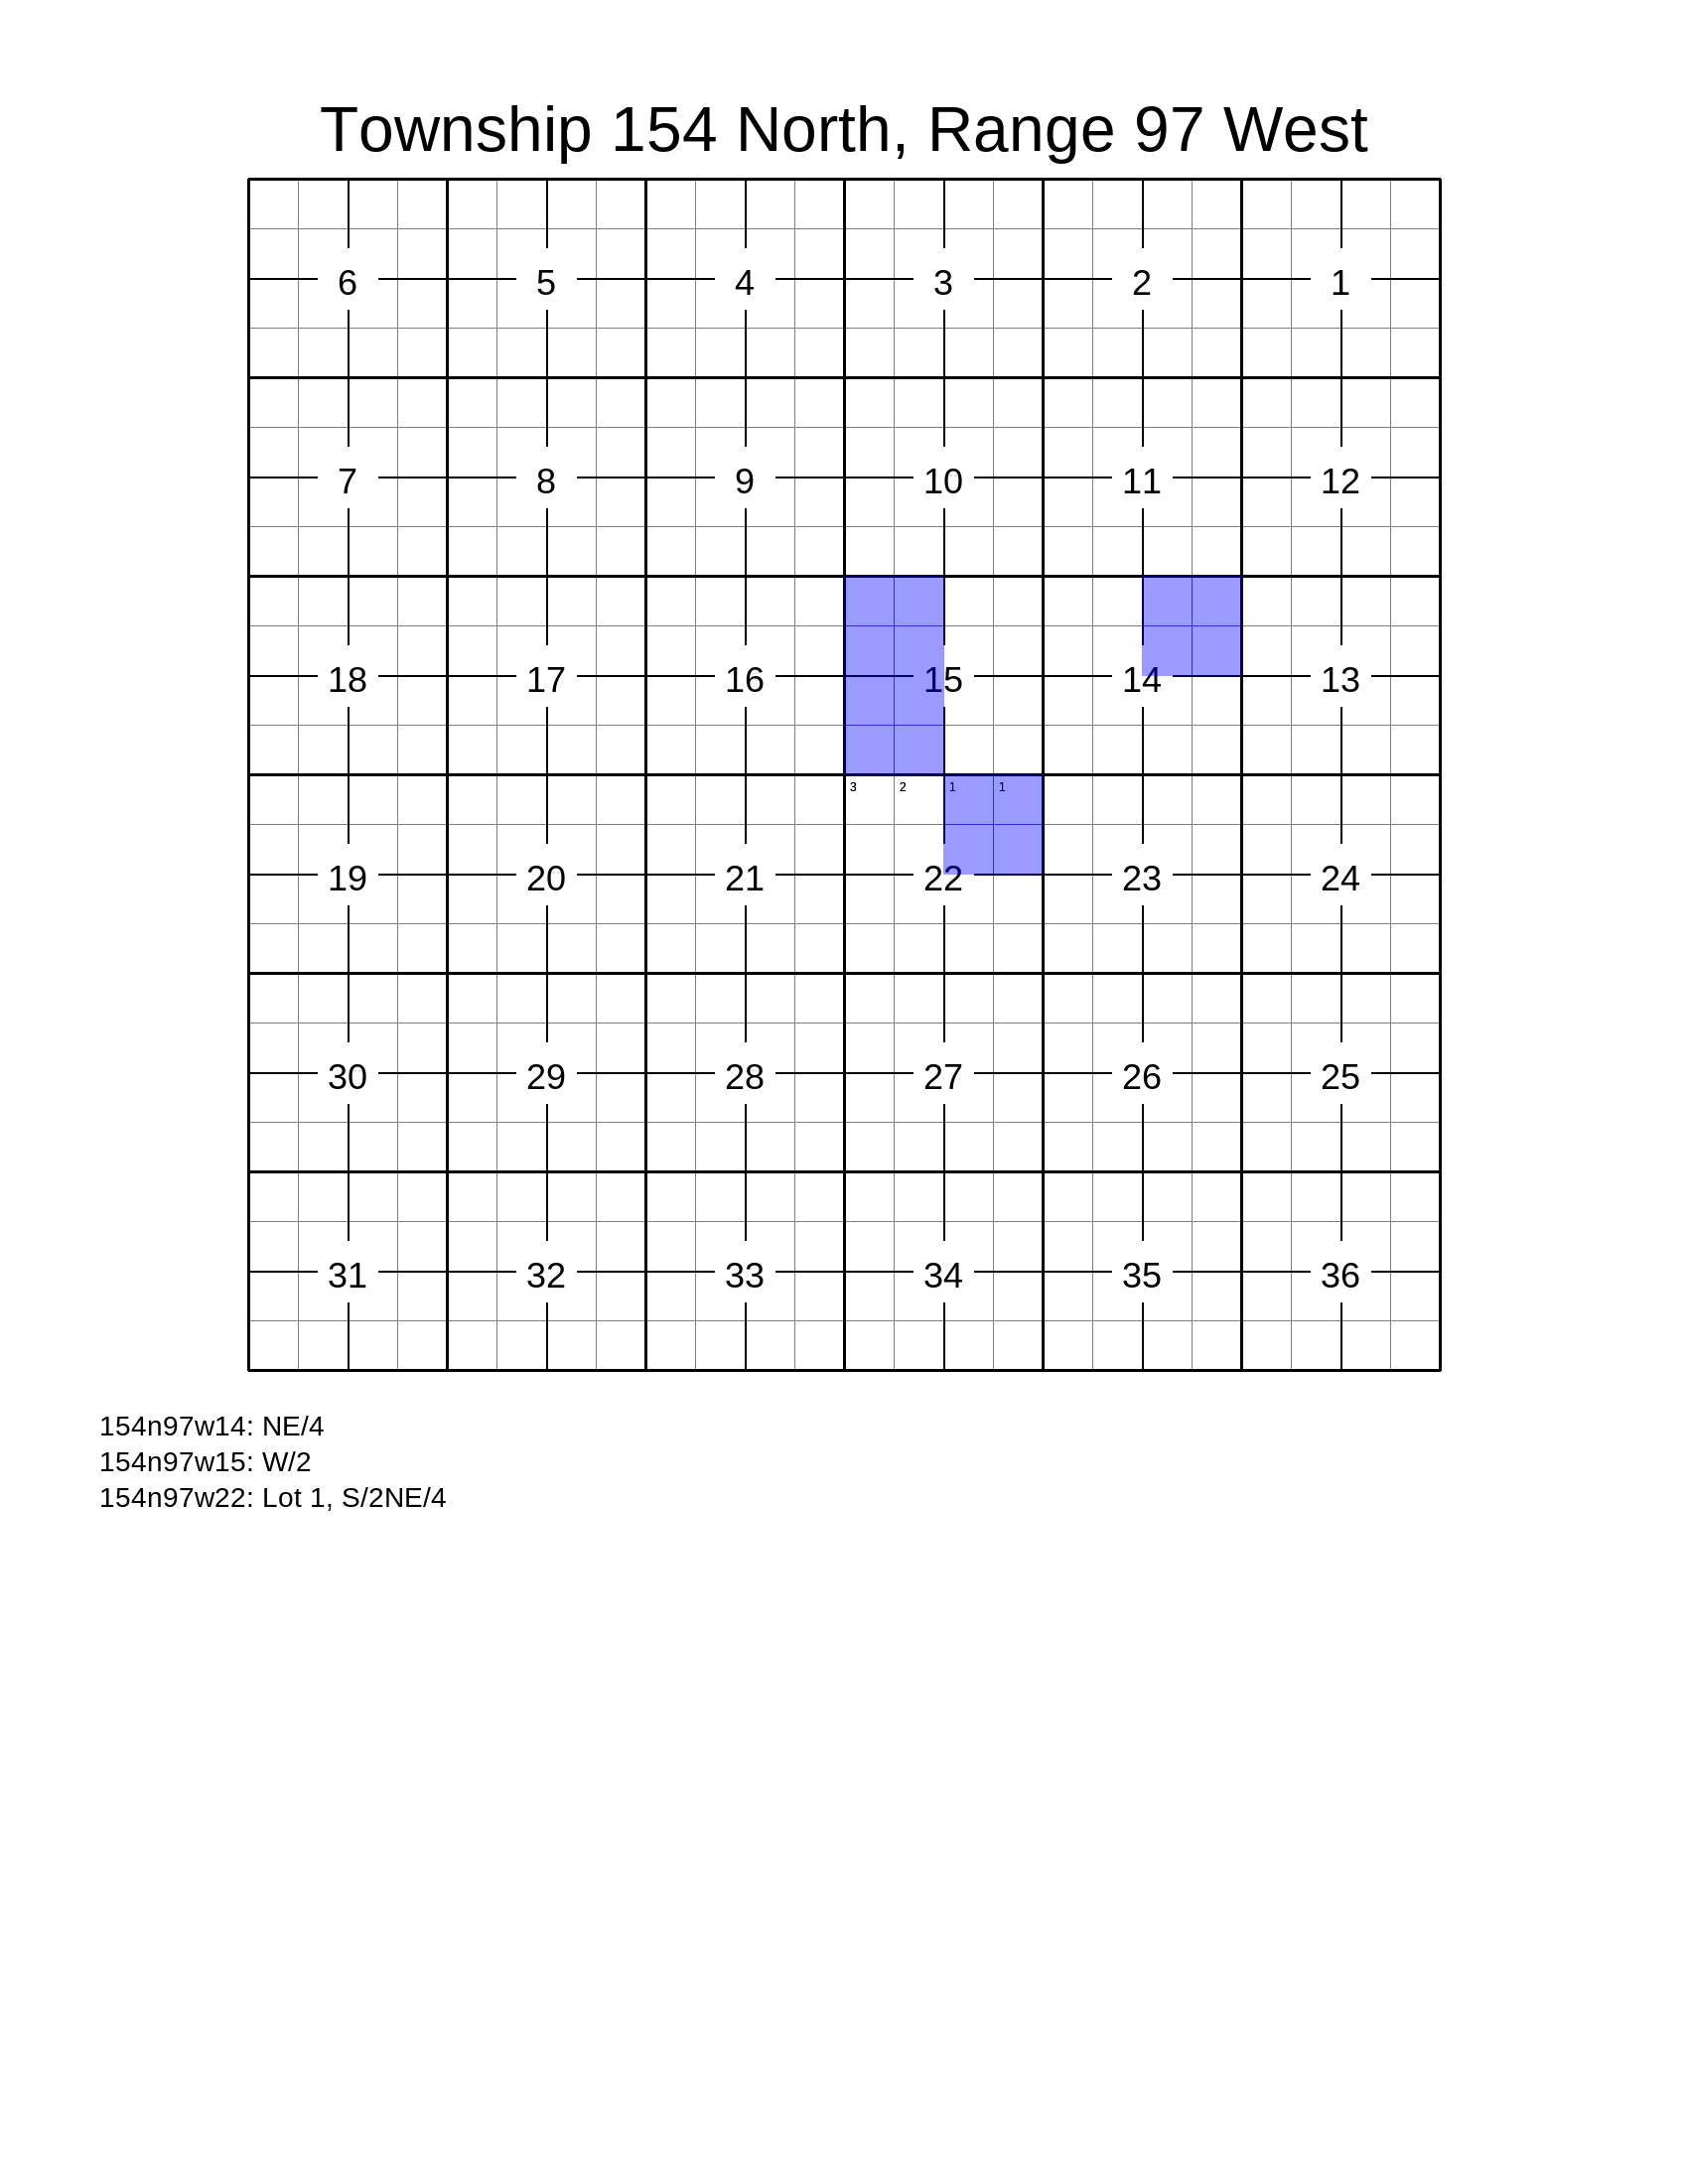 Township 154 North, Range 97 West
6 5 4 3 2 1
7 8 9 10 11 12
18 17 16 15 14 13
3 2 1 1
19 20 21 22 23 24
30 29 28 27 26 25
31 32 33 34 35 36
154n97w14: NE/4
154n97w15: W/2
154n97w22: Lot 1, S/2NE/4